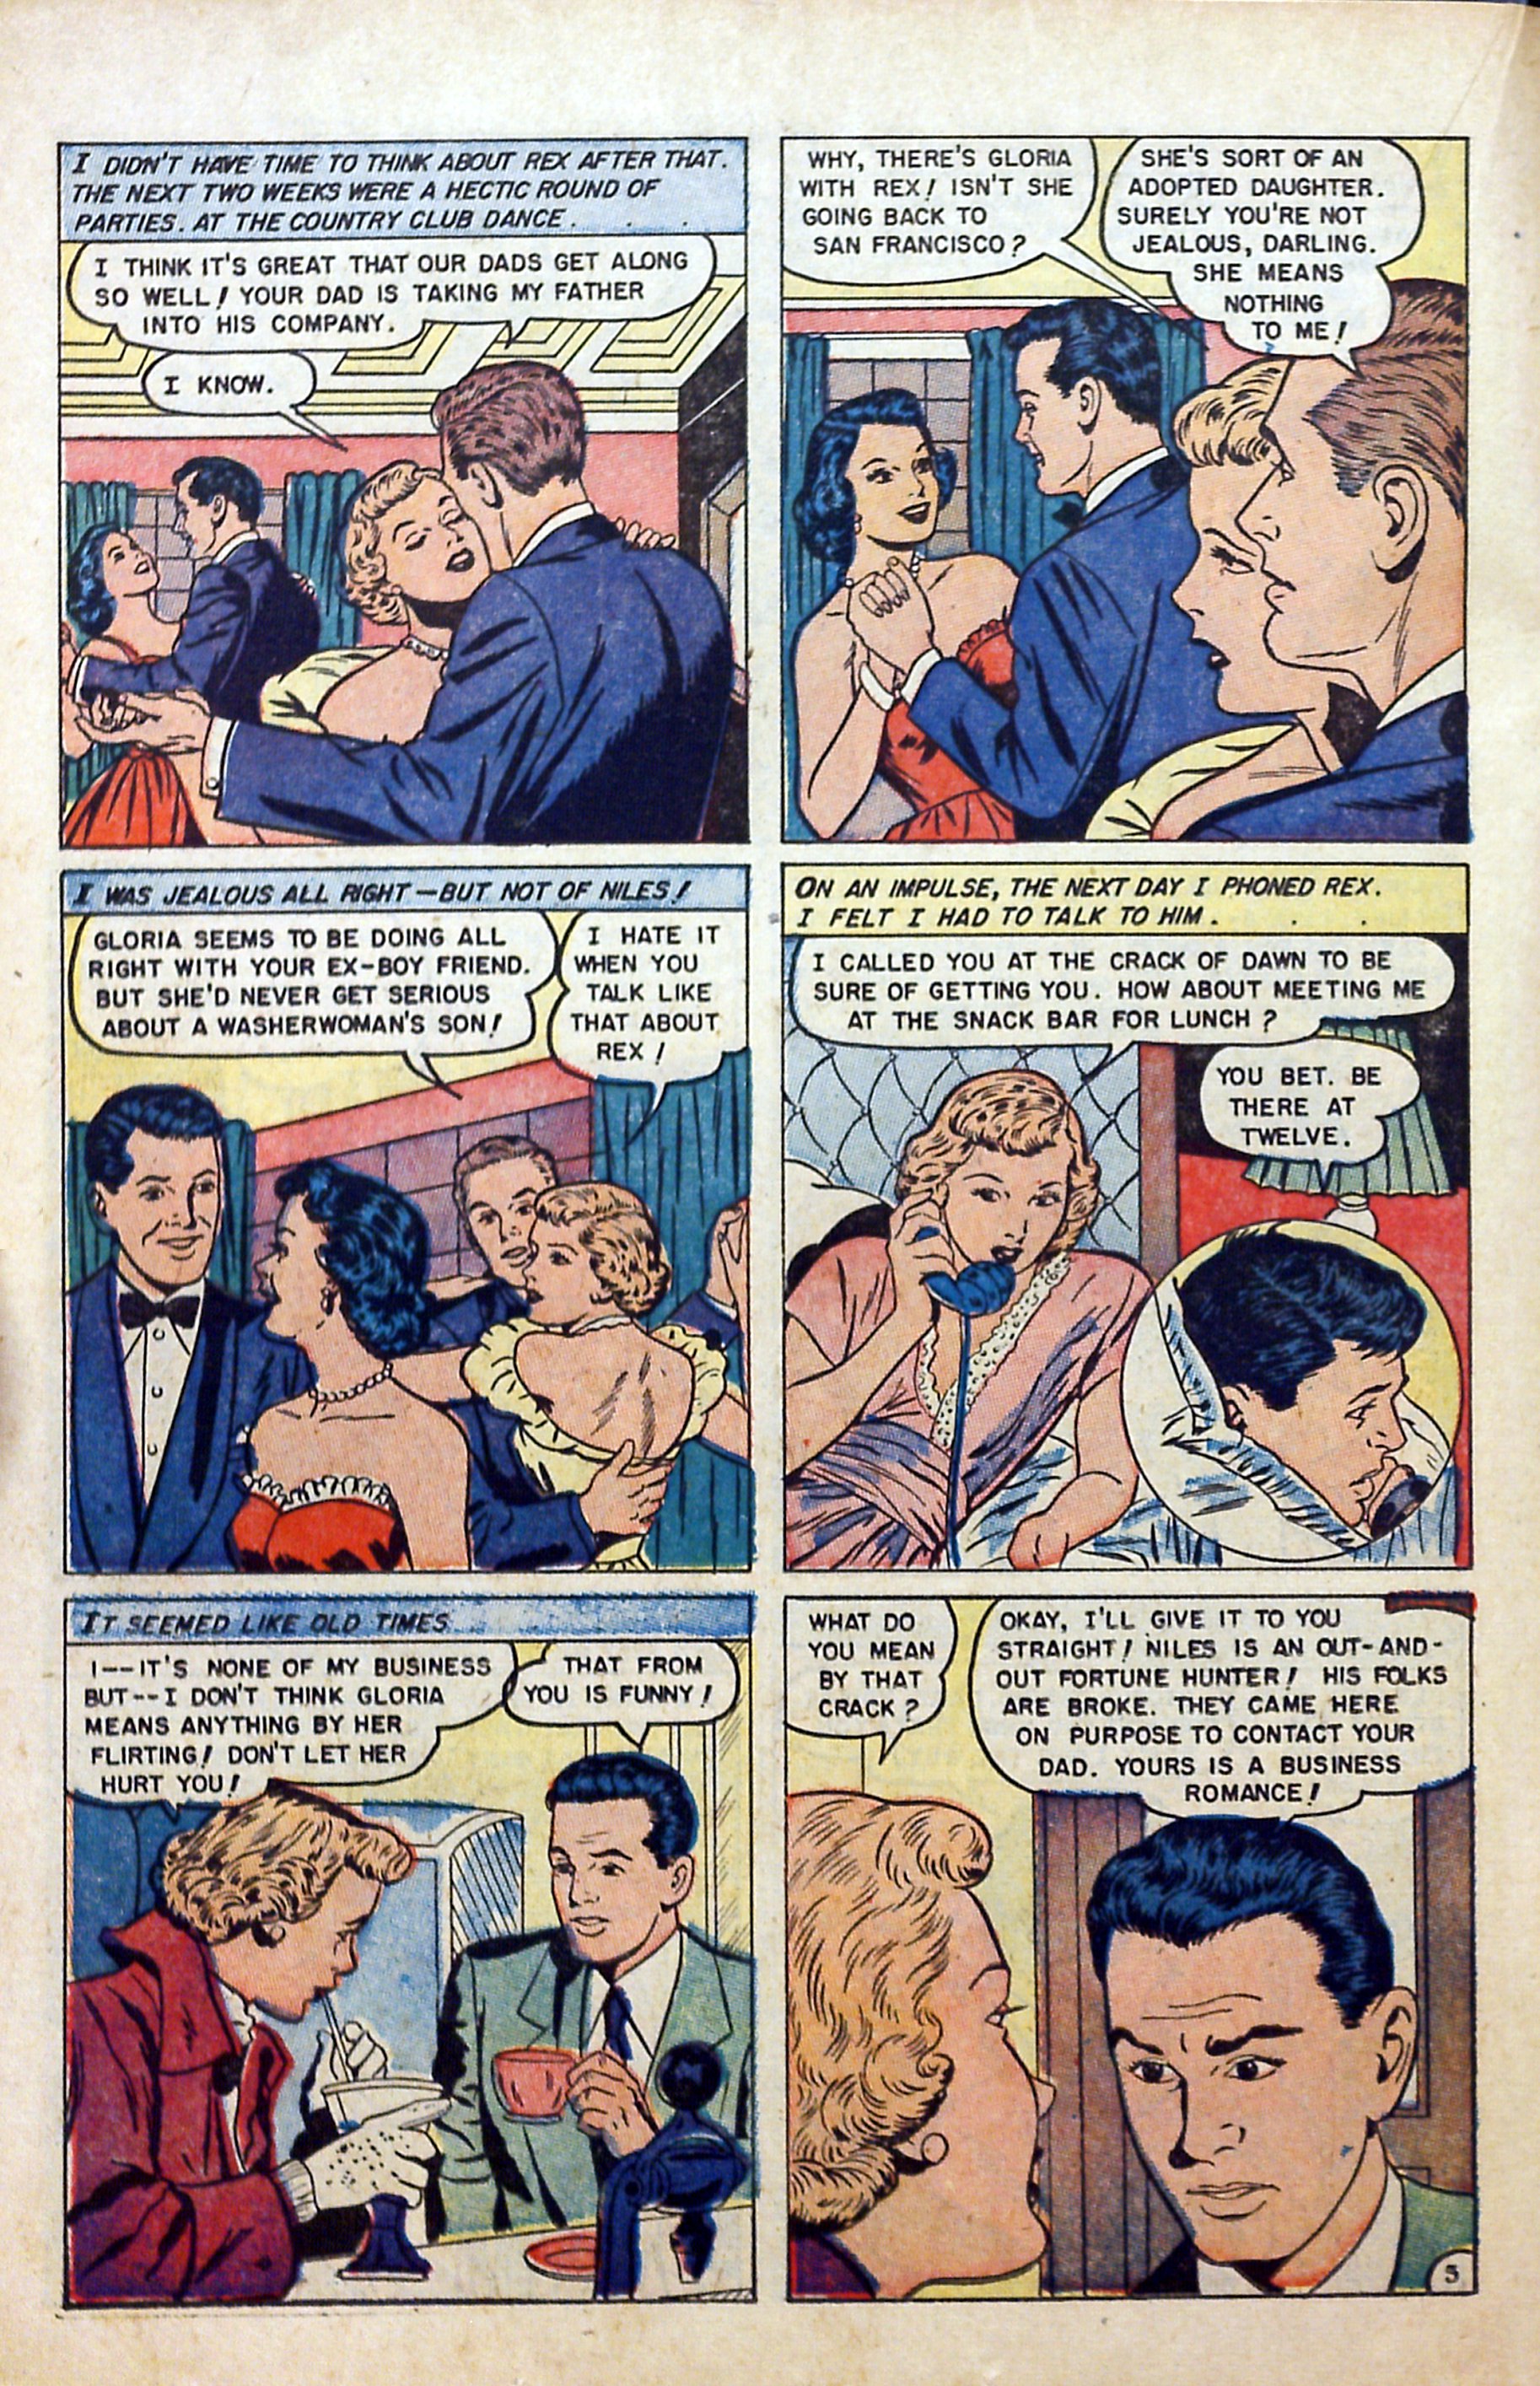 I DIDN'T HAVE TIME TO THINK ABOUT REX AFTER THAT.
THE NEXT TWO WEEKS WERE A HECTIC ROUND OF
PARTIES. AT THE COUNTRY CLUB DANCE . . .
I THINK IT'S GREAT THAT OUR DADS GET ALONG
SO WELL! YOUR DAD IS TAKING MY FATHER
INTO HIS COMPANY.
I KNOW.
WHY, THERE'S GLORIA
WITH REX! ISN'T SHE
GOING BACK TO
SAN FRANCISCO?
SHE'S SORT OF AN
ADOPTED DAUGHTER.
SURELY YOU'RE NOT
JEALOUS, DARLING.
SHE MEANS
NOTHING
TO ME!
I WAS JEALOUS ALL RIGHT—BUT NOT OF NILES!
GLORIA SEEMS TO BE DOING ALL
RIGHT WITH YOUR EX-BOY FRIEND.
BUT SHE'D NEVER GET SERIOUS
ABOUT A WASHERWOMAN'S SON!
I HATE IT
WHEN YOU
TALK LIKE
THAT ABOUT
REX!
ON AN IMPULSE, THE NEXT DAY I PHONED REX.
I FELT I HAD TO TALK TO HIM . . .
I CALLED YOU AT THE CRACK OF DAWN TO BE
SURE OF GETTING YOU. HOW ABOUT MEETING ME
AT THE SNACK BAR FOR LUNCH?
YOU BET. BE
THERE AT
TWELVE.
IT SEEMED LIKE OLD TIMES . . .
I--IT'S NONE OF MY BUSINESS
BUT--I DON'T THINK GLORIA
MEANS ANYTHING BY HER
FLIRTING! DON'T LET HER
HURT YOU!
THAT FROM
YOU IS FUNNY!
WHAT DO
YOU MEAN
BY THAT
CRACK?
OKAY, I'LL GIVE IT TO YOU
STRAIGHT! NILES IS AN OUT-AND-
OUT FORTUNE HUNTER! HIS FOLKS
ARE BROKE. THEY CAME HERE
ON PURPOSE TO CONTACT YOUR
DAD. YOURS IS A BUSINESS
ROMANCE!
5